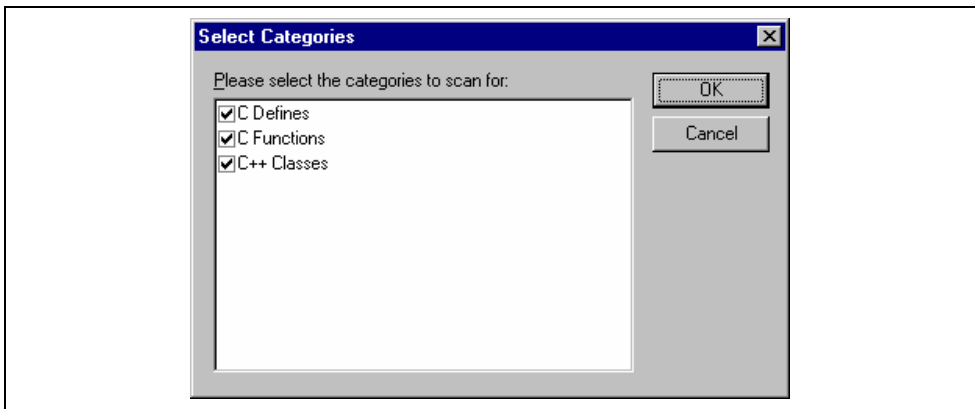 Select Categories
Please select the categories to scan for:
OK
C Defines
C Functions
Cancel
C++ Classes